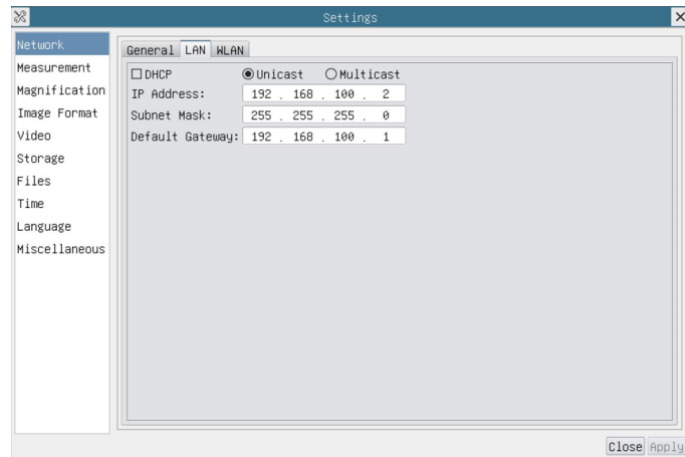 Settings
Network
Measurement
Magnification
Image Format
Video
Storage
Files
Time
Language
Miscellaneous
General LAN WLAN
DHCP Unicast Multicast
IP Address: 192 . 168 . 100 . 2
Subnet Mask: 255 . 255 . 255 . 0
Default Gateway: 192 . 168 . 100 . 1
Close Apply